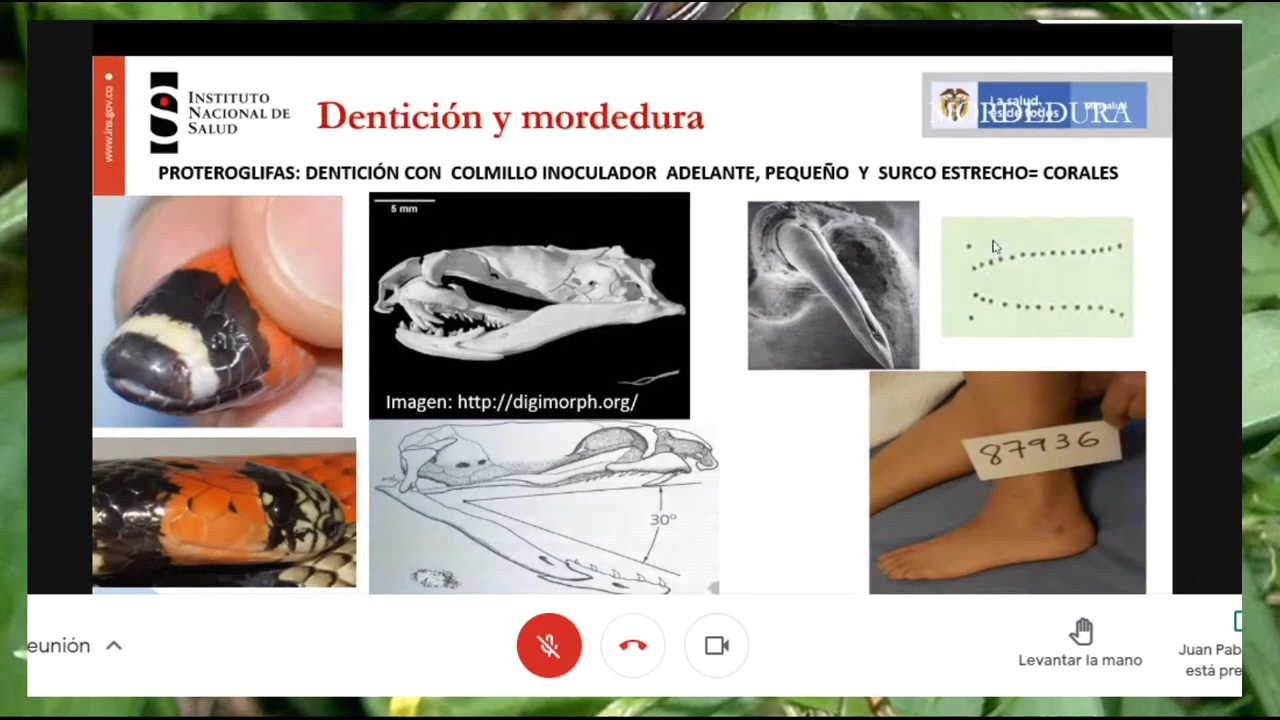 www.ins.gov.co
INSTITUTO
NACIONAL DE
SALUD
Dentición y mordedura
La salud
es de todos
Minsalud
MORDEDURA
PROTEROGLIFAS: DENTICIÓN CON COLMILLO INOCULADOR ADELANTE, PEQUEÑO Y SURCO ESTRECHO= CORALES
5 mm
Imagen: http://digimorph.org/
30°
87936
eunión
Levantar la mano
Juan Pab
está pre